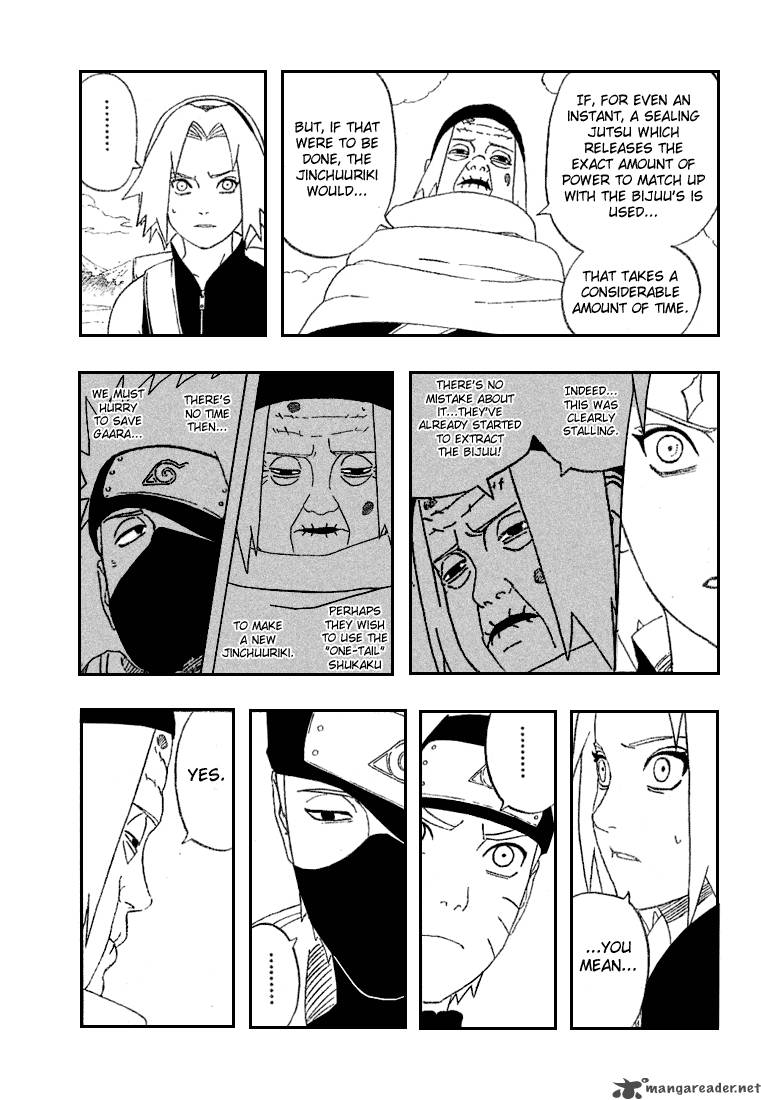 IF, FOR EVEN AN
INSTANT, A SEALING
JUTSU WHICH
RELEASES THE
EXACT AMOUNT OF
POWER TO MATCH UP
WITH THE BIJUU'S IS
USED...
THAT TAKES A
CONSIDERABLE
AMOUNT OF TIME.
BUT, IF THAT
WERE TO BE
DONE, THE
JINCHUURIKI
WOULD...
........
INDEED...
THIS WAS
CLEARLY
STALLING.
THERE'S NO
MISTAKE ABOUT
IT...THEY'VE
ALREADY STARTED
TO EXTRACT
THE BIJUU!
PERHAPS
THEY WISH
TO USE THE
"ONE-TAIL"
SHUKAKU
TO MAKE
A NEW
JINCHUURIKI.
THERE'S
NO TIME
THEN...
WE MUST
HURRY
TO SAVE
GAARA...
...YOU
MEAN...
........
........
YES.
mangareader.net